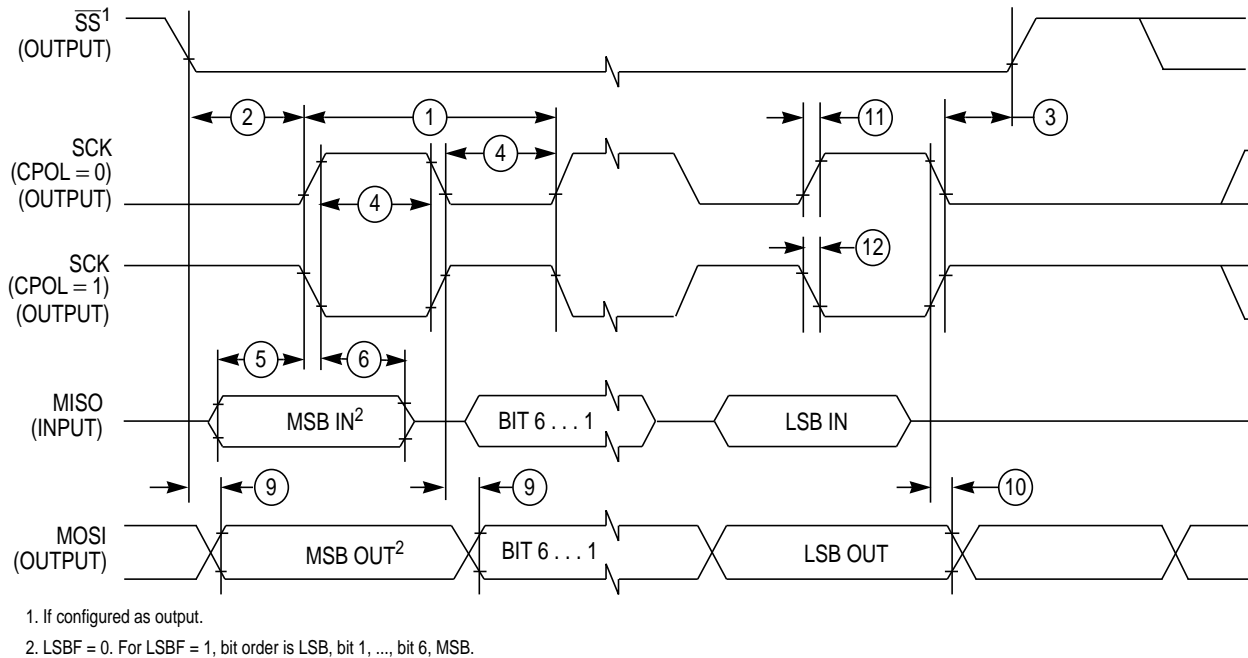 SS1
(OUTPUT)
2
1
11
3
SCK
(CPOL = 0)
(OUTPUT)
4
4
SCK
(CPOL = 1)
(OUTPUT)
12
5
6
MISO
(INPUT)
MSB IN2
BIT 6 . . . 1
LSB IN
9
9
10
MOSI
(OUTPUT)
MSB OUT2
BIT 6 . . . 1
LSB OUT
1. If configured as output.
2. LSBF = 0. For LSBF = 1, bit order is LSB, bit 1, ..., bit 6, MSB.